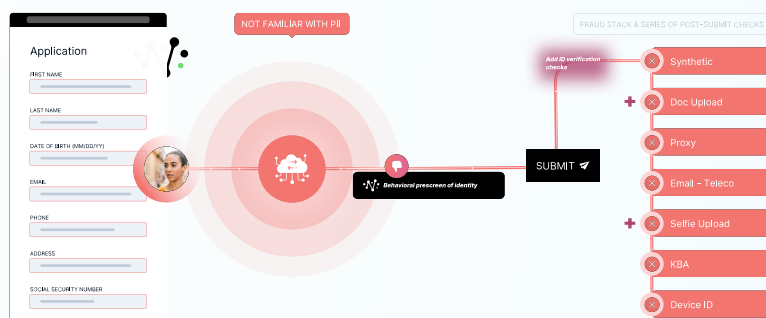 NOT FAMILIAR WITH PII
FRAUD STACK & SERIES OF POST-SUBMIT CHECKS
Application
FIRST NAME
LAST NAME
DATE OF BIRTH (MM/DD/YY)
EMAIL
PHONE
ADDRESS
SOCIAL SECURITY NUMBER
Behavioral prescreen of identity
SUBMIT
Add ID verification
checks
Synthetic
Doc Upload
Proxy
Email - Teleco
Selfie Upload
KBA
Device ID